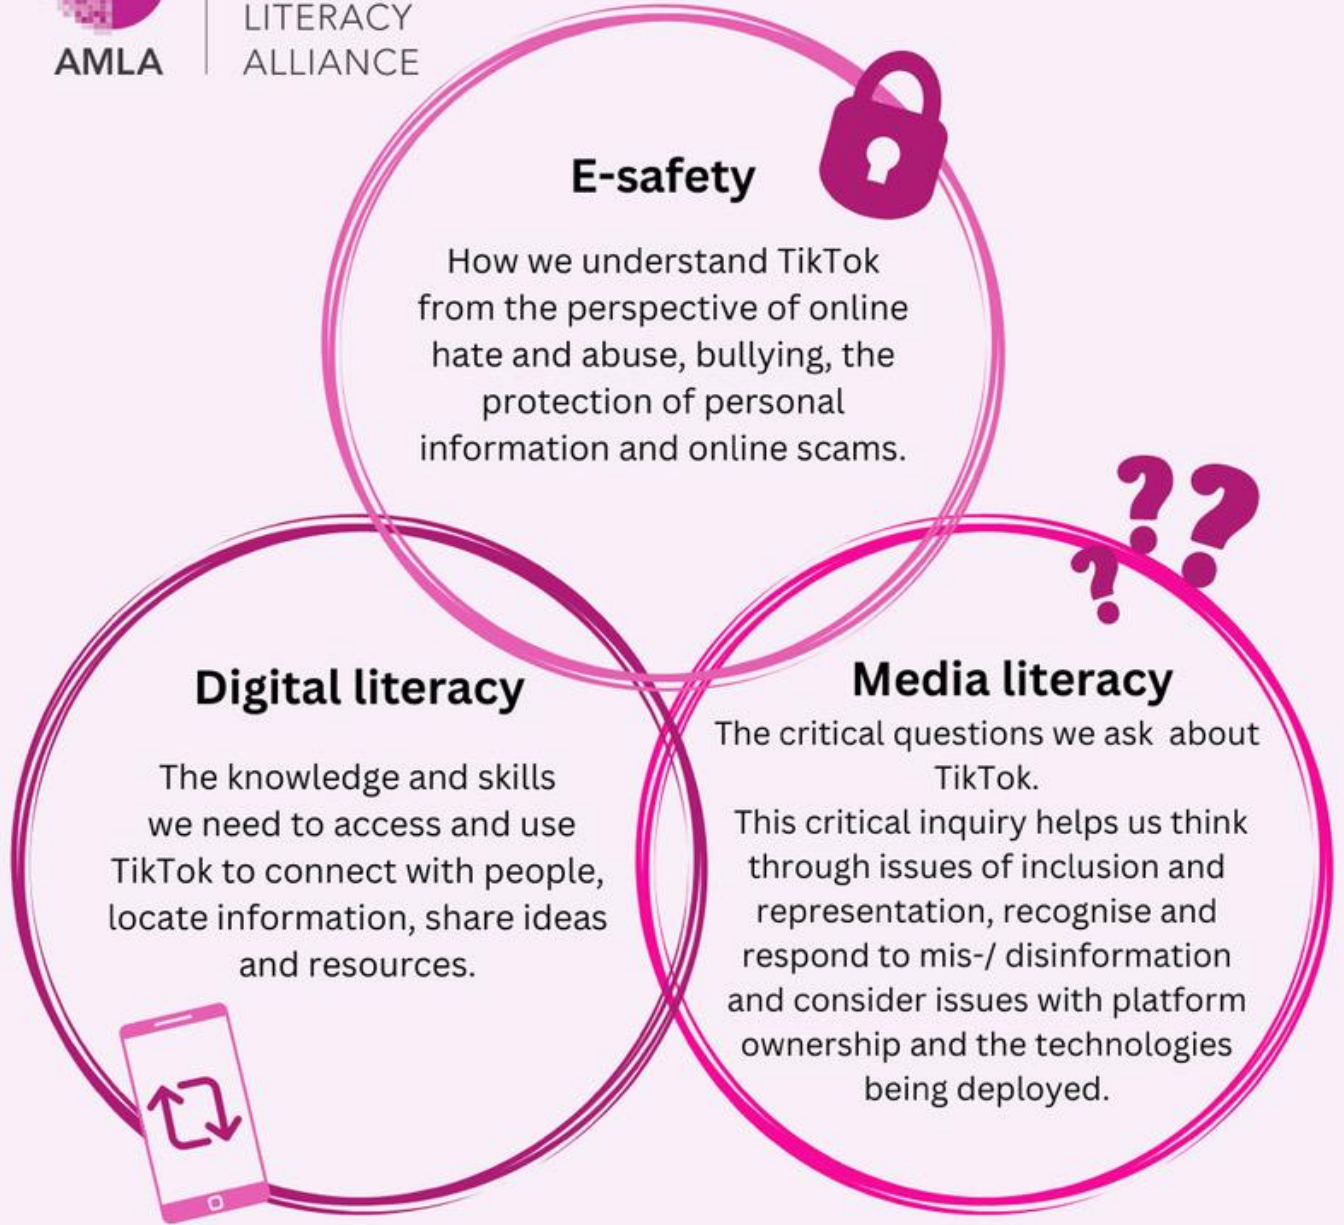 LITERACY
AMLA
ALLIANCE
E-safety
How we understand TikTok
from the perspective of online
hate and abuse, bullying, the
protection of personal
information and online scams.
Digital literacy
The knowledge and skills
we need to access and use
TikTok to connect with people,
locate information, share ideas
and resources.
Media literacy
The critical questions we ask about
TikTok.
This critical inquiry helps us think
through issues of inclusion and
representation, recognise and
respond to mis-/ disinformation
and consider issues with platform
ownership and the technologies
being deployed.